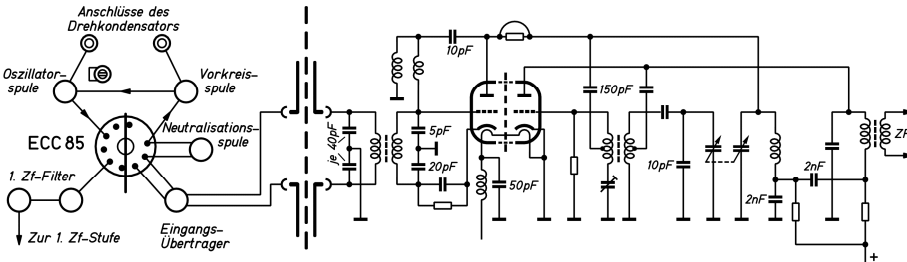 Anschlüsse des
Drehkondensators
Oszillator-
spule
Vorkreis-
spule
ECC 85
Neutralisations-
spule
1. Zf-Filter
Zur 1. Zf-Stufe
Eingangs-
Übertrager
je 40pF
10pF
5pF
20pF
50pF
150pF
10pF
2nF
2nF
ZF
+